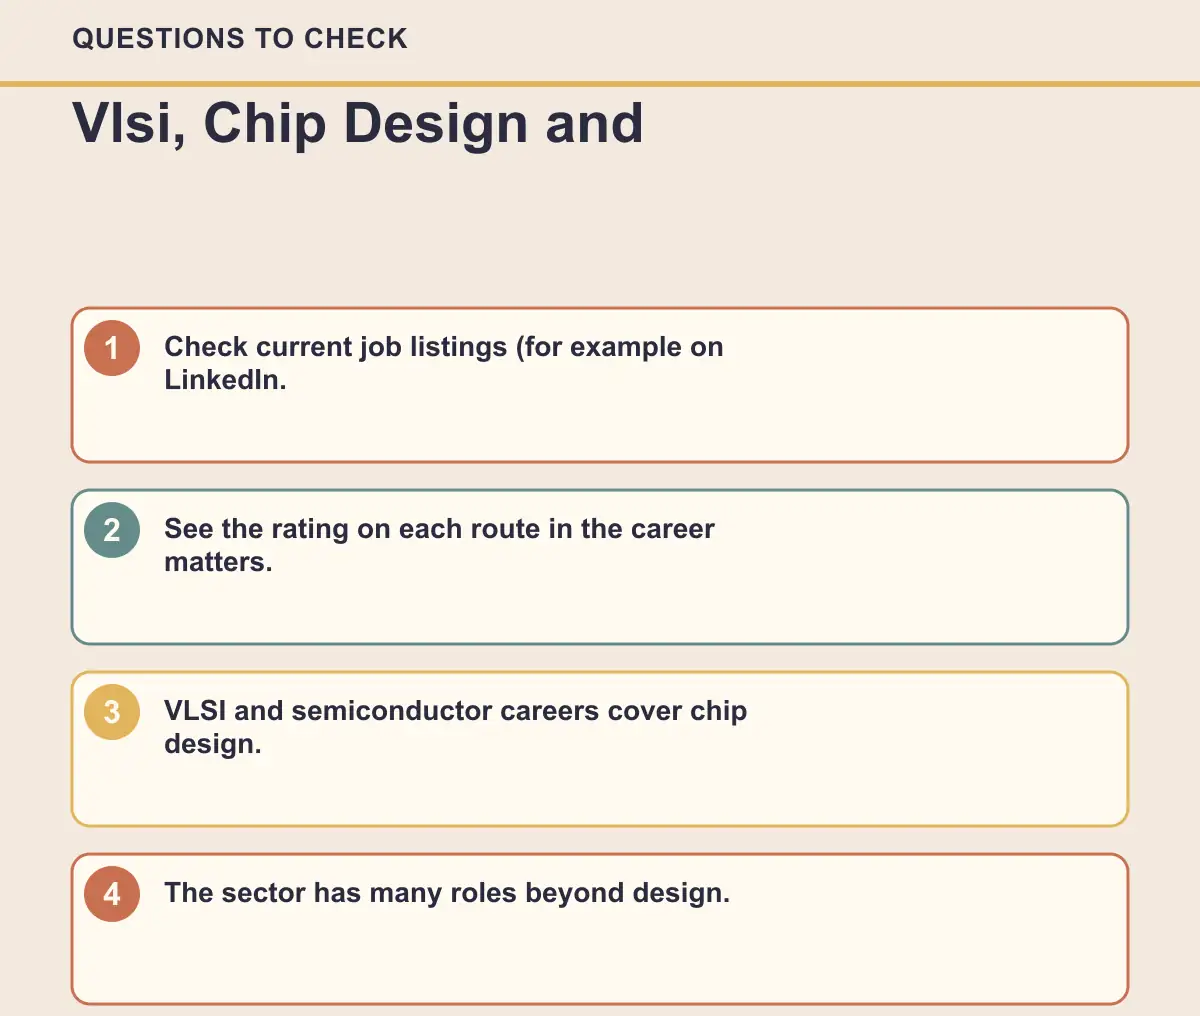 QUESTIONS TO CHECK
Vlsi, Chip Design and
1
Check current job listings (for example on
LinkedIn.
2
See the rating on each route in the career
matters.
3
VLSI and semiconductor careers cover chip
design.
4
The sector has many roles beyond design.